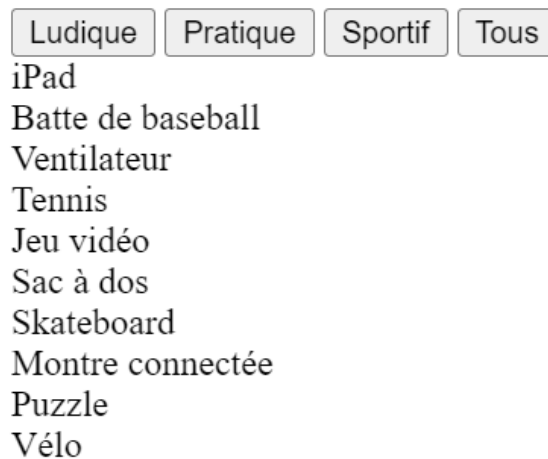 Ludique Pratique Sportif Tous
iPad
Batte de baseball
Ventilateur
Tennis
Jeu vidéo
Sac à dos
Skateboard
Montre connectée
Puzzle
Vélo